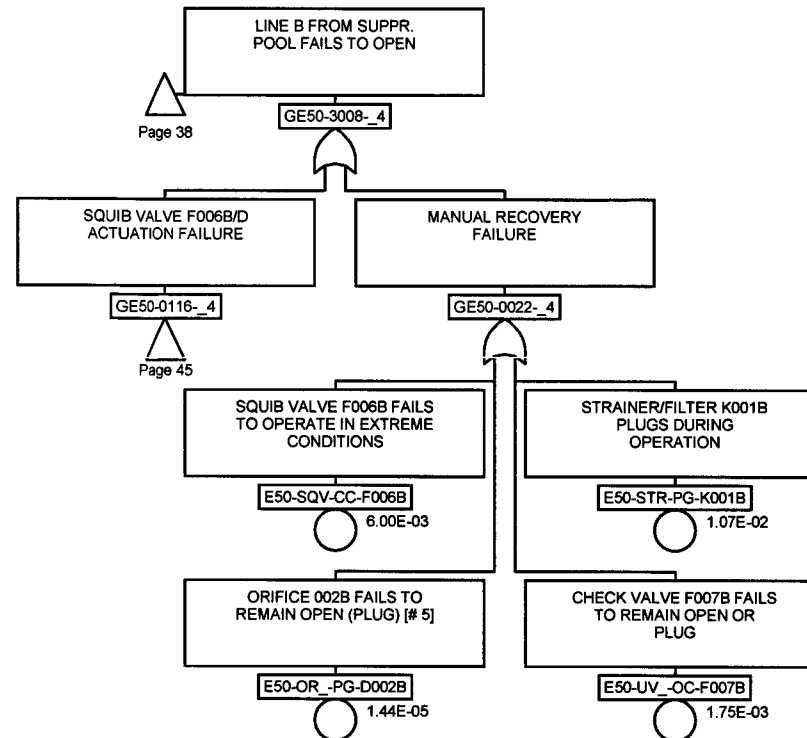 LINE B FROM SUPPR.
POOL FAILS TO OPEN
Page 38
GE50-3008-_4
SQUIB VALVE F006B/D
ACTUATION FAILURE
MANUAL RECOVERY
FAILURE
GE50-0116-_4
GE50-0022-_4
Page 45
SQUIB VALVE F006B FAILS
TO OPERATE IN EXTREME
CONDITIONS
STRAINER/FILTER K001B
PLUGS DURING
OPERATION
E50-SQV-CC-F006B
E50-STR-PG-K001B
6.00E-03
1.07E-02
ORIFICE 002B FAILS TO
REMAIN OPEN (PLUG) [# 5]
CHECK VALVE F007B FAILS
TO REMAIN OPEN OR
PLUG
E50-OR_-PG-D002B
E50-UV_-OC-F007B
1.44E-05
1.75E-03